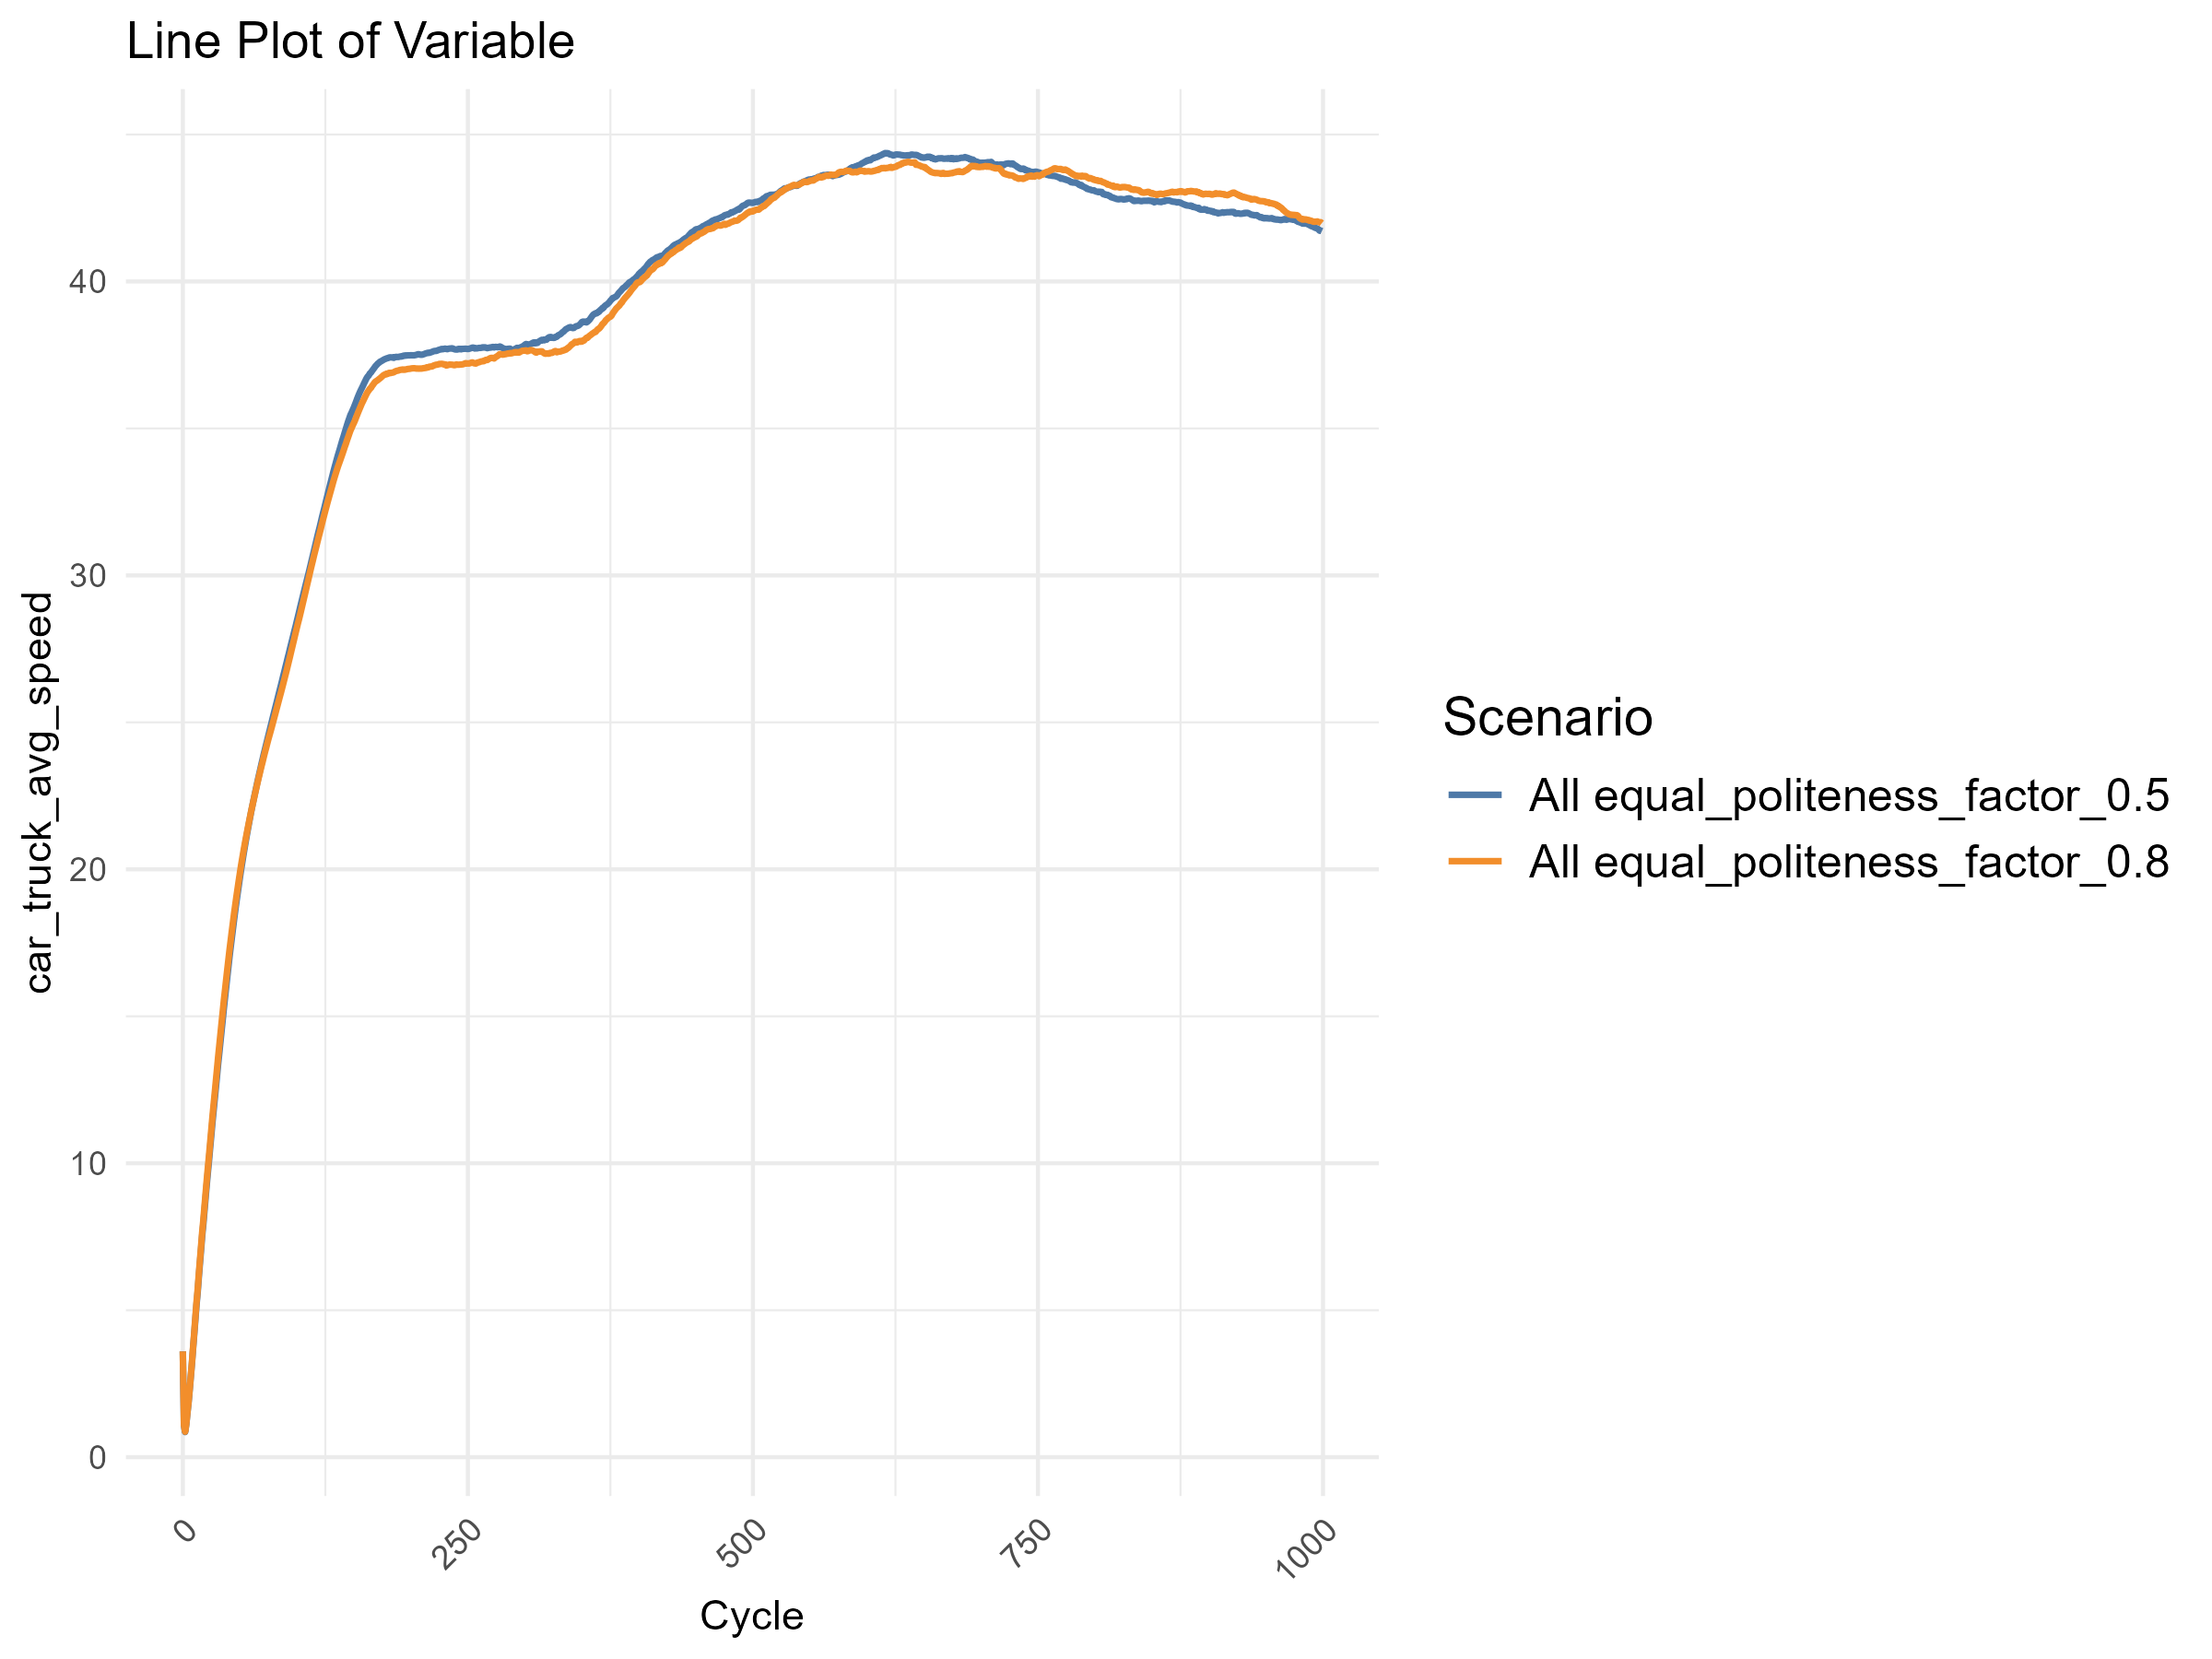 Line Plot of Variable
car_truck_avg_speed
40
30
20
10
0
0
250
500
750
1000
Cycle
Scenario
All equal_politeness_factor_0.5
All equal_politeness_factor_0.8